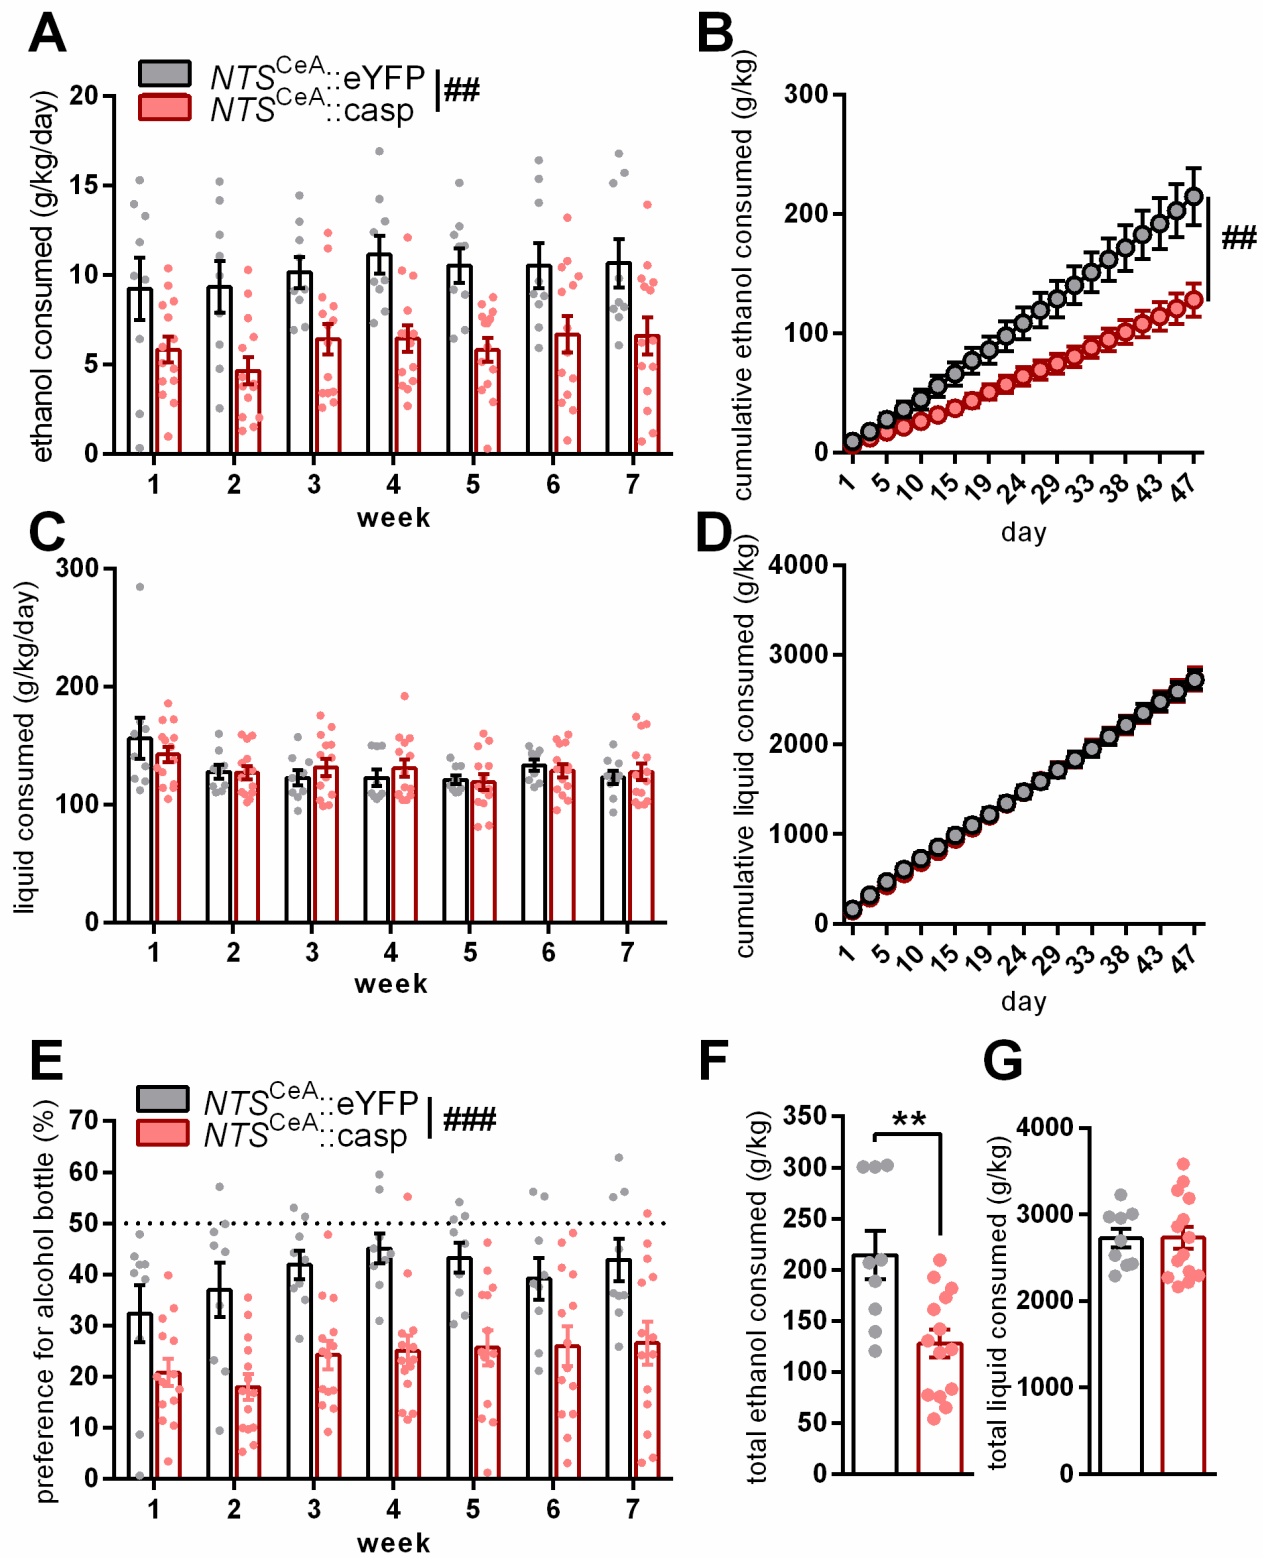 A
NTSCeA::eYFP
NTSCeA::casp
##
ethanol consumed (g/kg/day)
20
15
10
5
0
1 2 3 4 5 6 7
week
B
cumulative ethanol consumed (g/kg)
300
200
100
0
##
1 5 10 15 19 24 29 33 38 43 47
day
C
liquid consumed (g/kg/day)
300
200
100
0
1 2 3 4 5 6 7
week
D
cumulative liquid consumed (g/kg)
4000
3000
2000
1000
0
1 5 10 15 19 24 29 33 38 43 47
day
E
NTSCeA::eYFP
NTSCeA::casp
###
preference for alcohol bottle (%)
70
60
50
40
30
20
10
0
1 2 3 4 5 6 7
week
F
total ethanol consumed (g/kg)
350
300
250
200
150
100
50
0
**
G
total liquid consumed (g/kg)
4000
3000
2000
1000
0